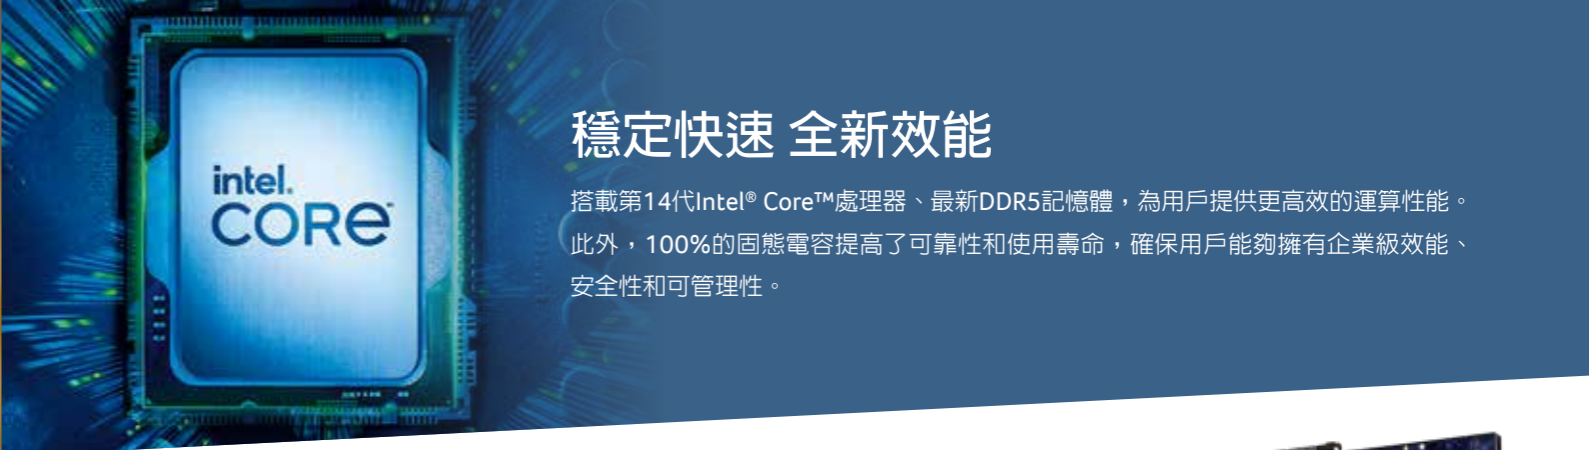 intel.
CORE™
穩定快速 全新效能
搭載第14代Intel® Core™處理器、最新DDR5記憶體，為用戶提供更高效的運算性能。
此外，100%的固態電容提高了可靠性和使用壽命，確保用戶能夠擁有企業級效能、
安全性和可管理性。